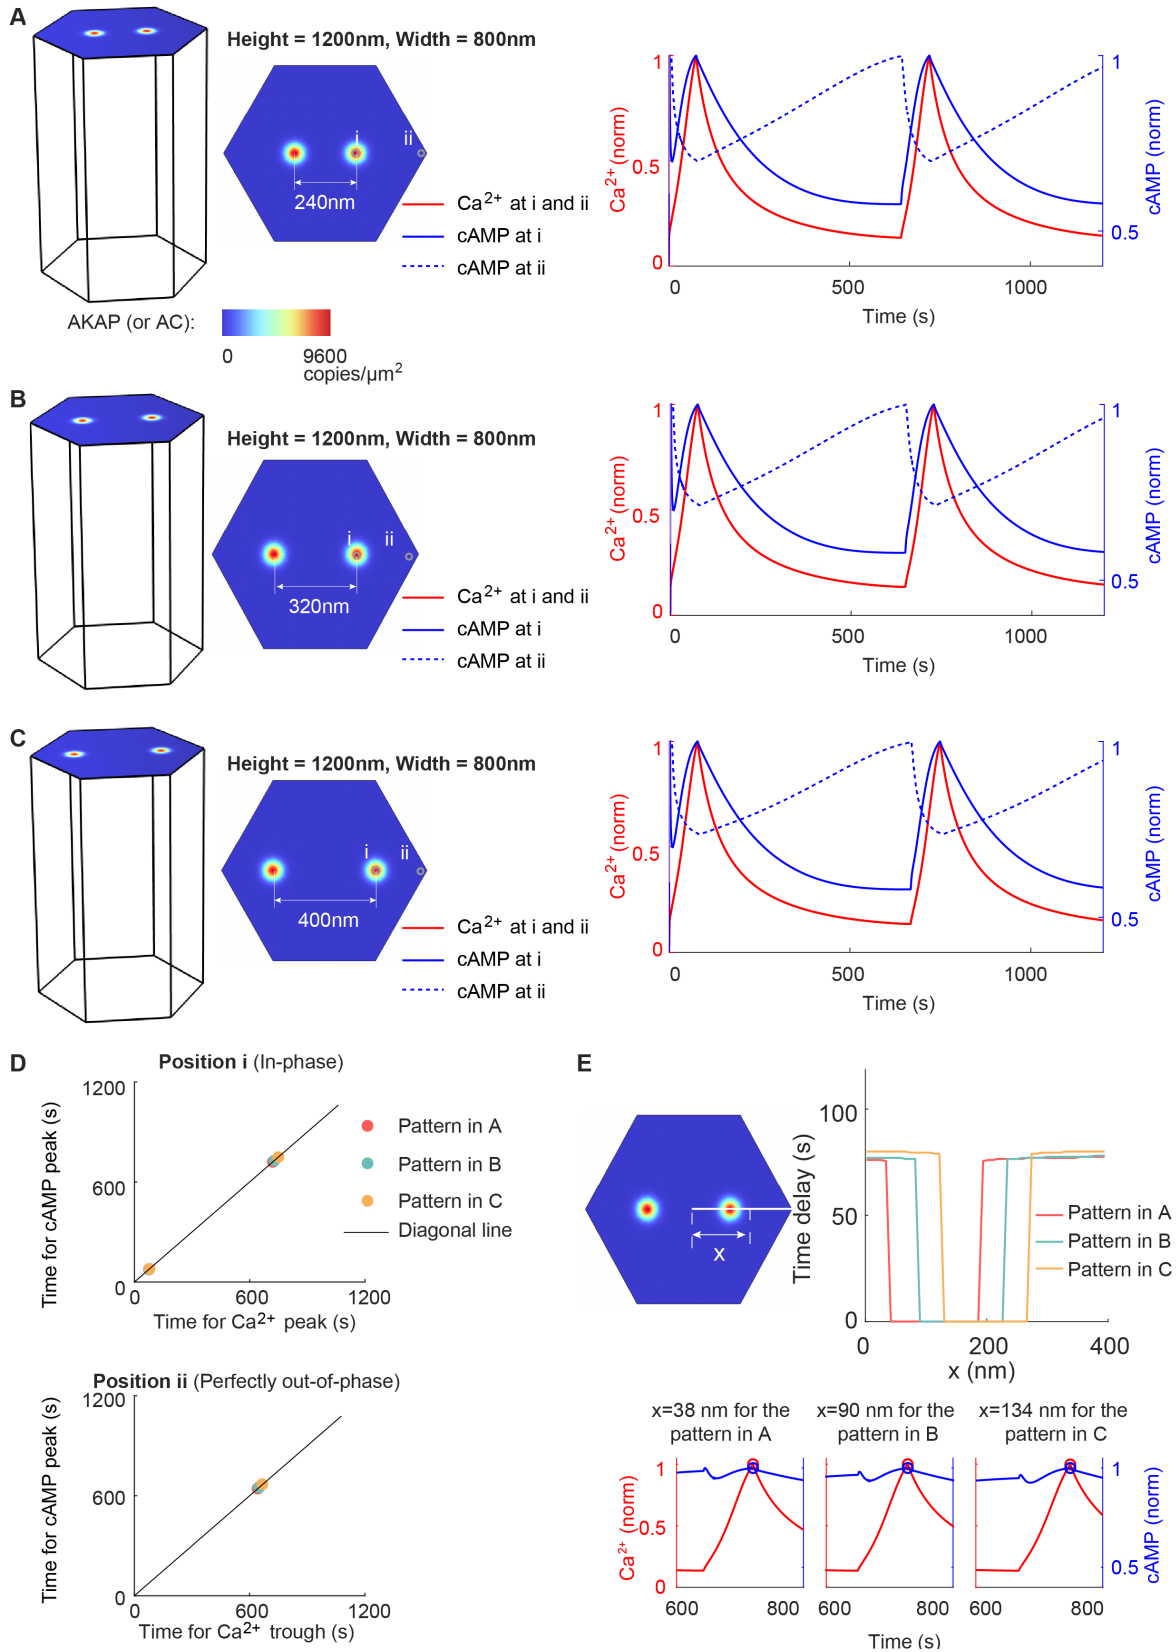 A
Height = 1200nm, Width = 800nm
i
ii
240nm
Ca2+ at i and ii
cAMP at i
cAMP at ii
AKAP (or AC):
0
9600
copies/µm2
1
0.5
0
Ca2+ (norm)
1
0.5
cAMP (norm)
0
500
1000
Time (s)
B
Height = 1200nm, Width = 800nm
i
ii
320nm
Ca2+ at i and ii
cAMP at i
cAMP at ii
1
0.5
0
Ca2+ (norm)
1
0.5
cAMP (norm)
0
500
1000
Time (s)
C
Height = 1200nm, Width = 800nm
i
ii
400nm
Ca2+ at i and ii
cAMP at i
cAMP at ii
1
0.5
0
Ca2+ (norm)
1
0.5
cAMP (norm)
0
500
1000
Time (s)
D
Position i (In-phase)
1200
600
0
Time for cAMP peak (s)
Pattern in A
Pattern in B
Pattern in C
Diagonal line
600
1200
Time for Ca2+ peak (s)
Position ii (Perfectly out-of-phase)
1200
600
0
Time for cAMP peak (s)
600
1200
Time for Ca2+ trough (s)
E
x
100
50
0
Time delay (s)
Pattern in A
Pattern in B
Pattern in C
0
200
400
x (nm)
x=38 nm for the
pattern in A
x=90 nm for the
pattern in B
x=134 nm for the
pattern in C
1
0.5
0
Ca2+ (norm)
1
0.5
cAMP (norm)
600
800
600
800
600
800
Time (s)